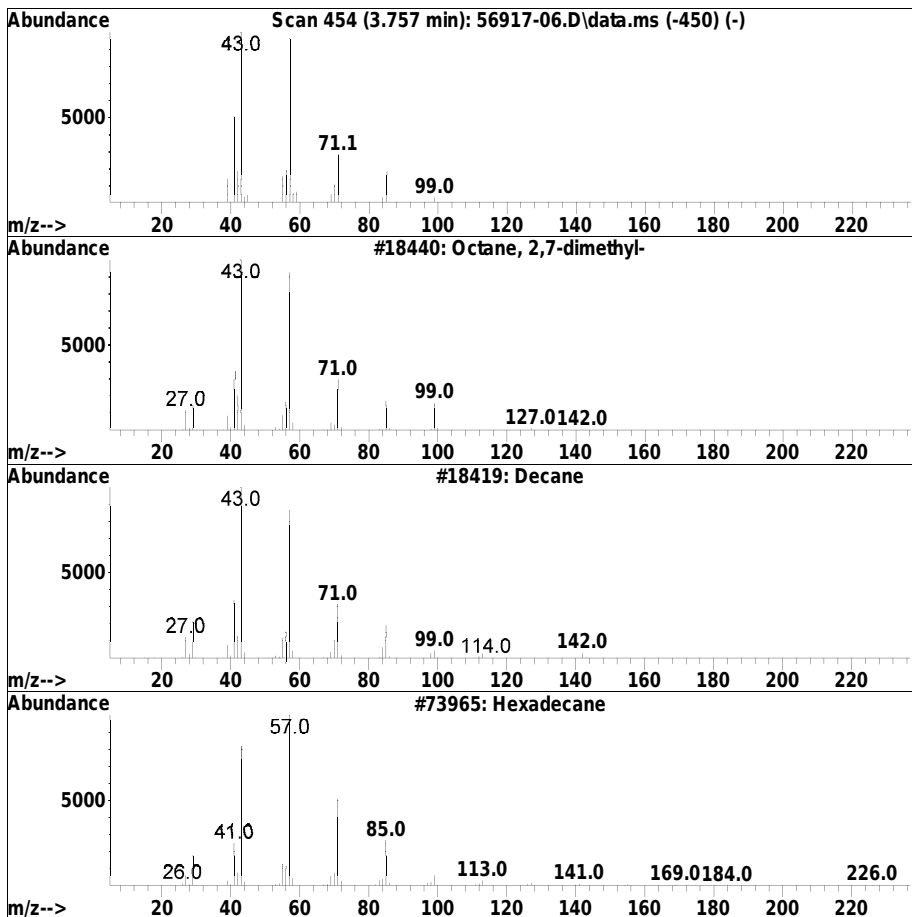 Abundance Scan 454 (3.757 min): 56917-06.D\data.ms (-450) (-)
43.0
5000
71.1
99.0
m/z--> 20 40 60 80 100 120 140 160 180 200 220
Abundance #18440: Octane, 2,7-dimethyl-
43.0
5000
71.0
99.0
27.0
127.0 142.0
m/z--> 20 40 60 80 100 120 140 160 180 200 220
Abundance #18419: Decane
43.0
5000
71.0
27.0 99.0 114.0 142.0
m/z--> 20 40 60 80 100 120 140 160 180 200 220
Abundance #73965: Hexadecane
57.0
5000
41.0 85.0
26.0 113.0 141.0 169.0 184.0 226.0
m/z--> 20 40 60 80 100 120 140 160 180 200 220